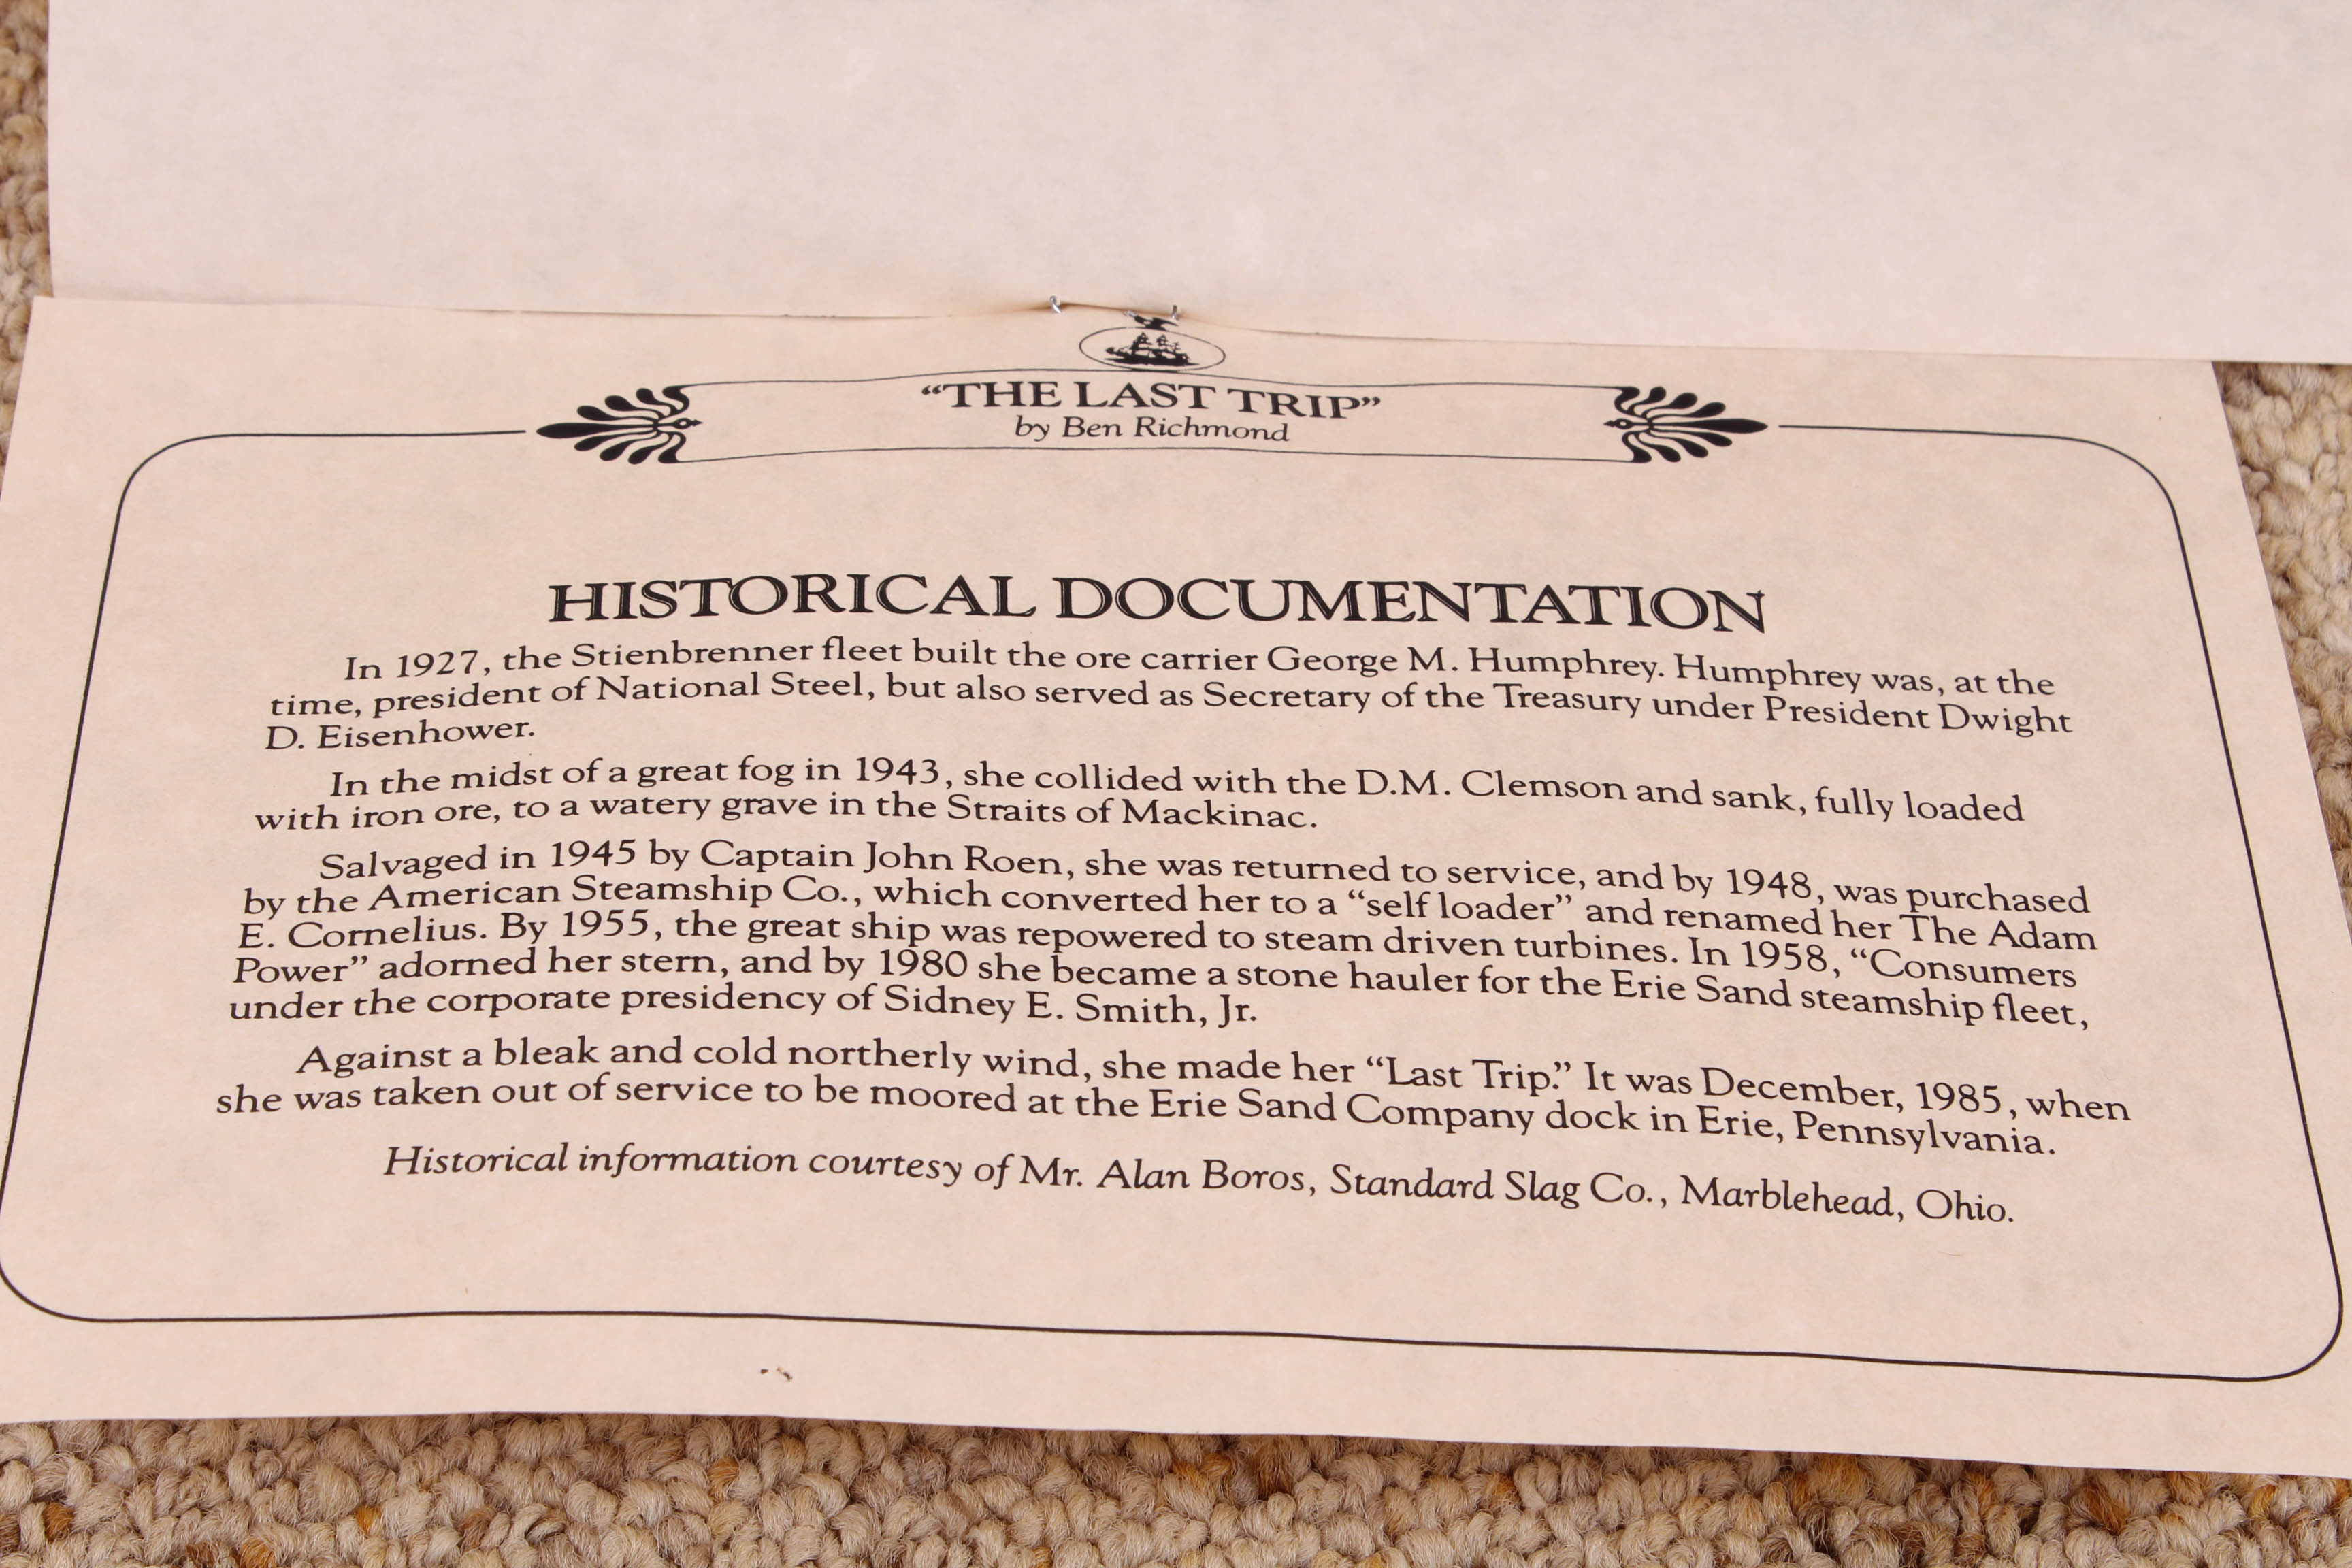 “THE LAST TRIP”
by Ben Richmond
HISTORICAL DOCUMENTATION
In 1927, the Stienbrenner fleet built the ore carrier George M. Humphrey. Humphrey was, at the
time, president of National Steel, but also served as Secretary of the Treasury under President Dwight
D. Eisenhower.
In the midst of a great fog in 1943, she collided with the D.M. Clemson and sank, fully loaded
with iron ore, to a watery grave in the Straits of Mackinac.
Salvaged in 1945 by Captain John Roen, she was returned to service, and by 1948, was purchased
by the American Steamship Co., which converted her to a “self loader” and renamed her The Adam
E. Cornelius. By 1955, the great ship was repowered to steam driven turbines. In 1958, “Consumers
Power” adorned her stern, and by 1980 she became a stone hauler for the Erie Sand steamship fleet,
under the corporate presidency of Sidney E. Smith, Jr.
Against a bleak and cold northerly wind, she made her “Last Trip.” It was December, 1985, when
she was taken out of service to be moored at the Erie Sand Company dock in Erie, Pennsylvania.
Historical information courtesy of Mr. Alan Boros, Standard Slag Co., Marblehead, Ohio.